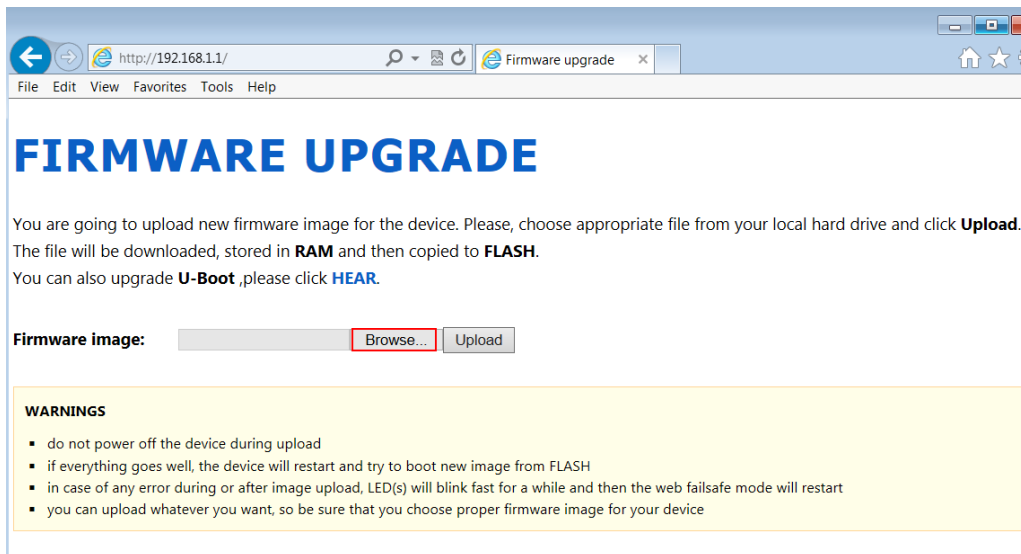 http://192.168.1.1/
Firmware upgrade
File Edit View Favorites Tools Help
FIRMWARE UPGRADE
You are going to upload new firmware image for the device. Please, choose appropriate file from your local hard drive and click Upload.
The file will be downloaded, stored in RAM and then copied to FLASH.
You can also upgrade U-Boot ,please click HEAR.
Firmware image: Browse... Upload
WARNINGS
▪ do not power off the device during upload
▪ if everything goes well, the device will restart and try to boot new image from FLASH
▪ in case of any error during or after image upload, LED(s) will blink fast for a while and then the web failsafe mode will restart
▪ you can upload whatever you want, so be sure that you choose proper firmware image for your device